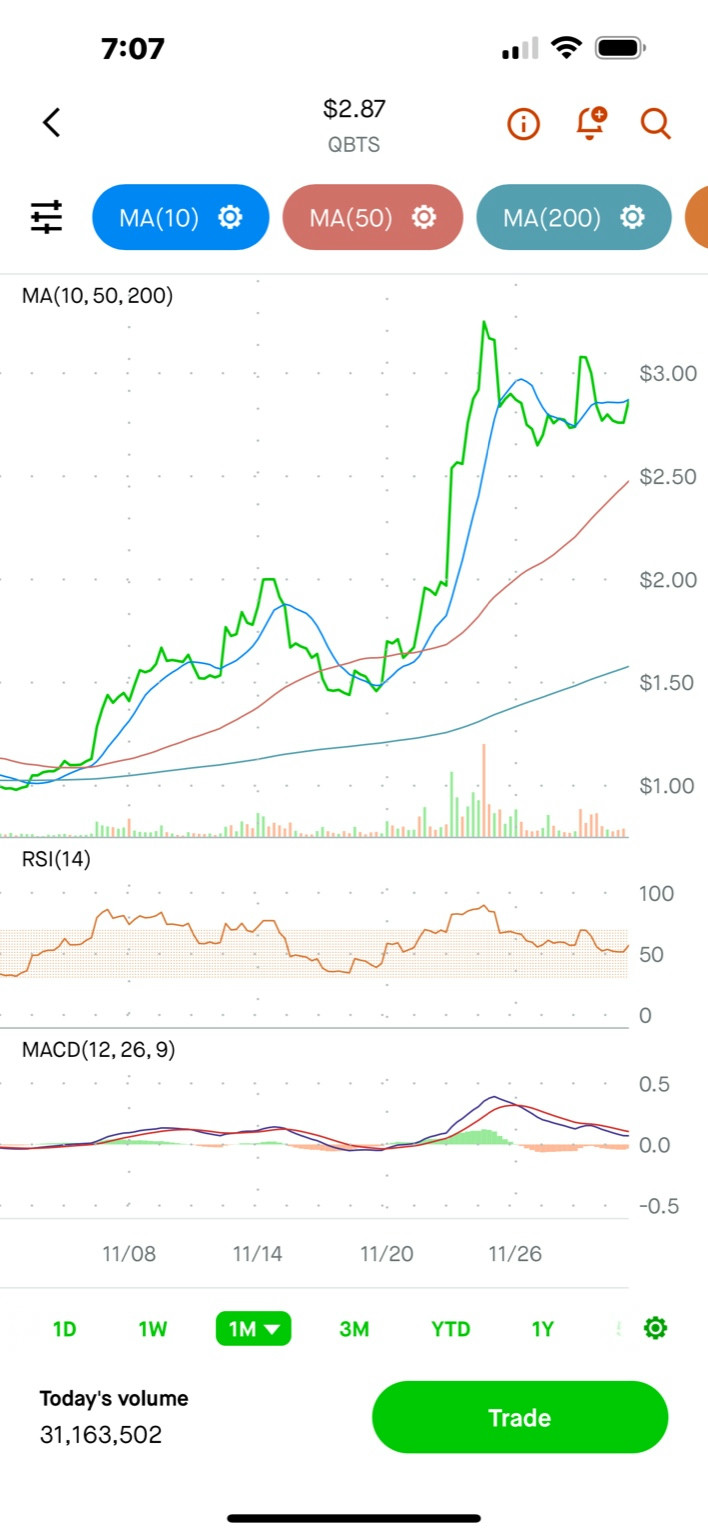 7:07
$2.87
QBTS
MA(10) MA(50) MA(200)
MA(10, 50, 200)
$3.00
$2.50
$2.00
$1.50
$1.00
RSI(14)
100
50
0
MACD(12, 26, 9)
0.5
0.0
-0.5
11/08 11/14 11/20 11/26
1D 1W 1M 3M YTD 1Y
Today's volume
31,163,502
Trade